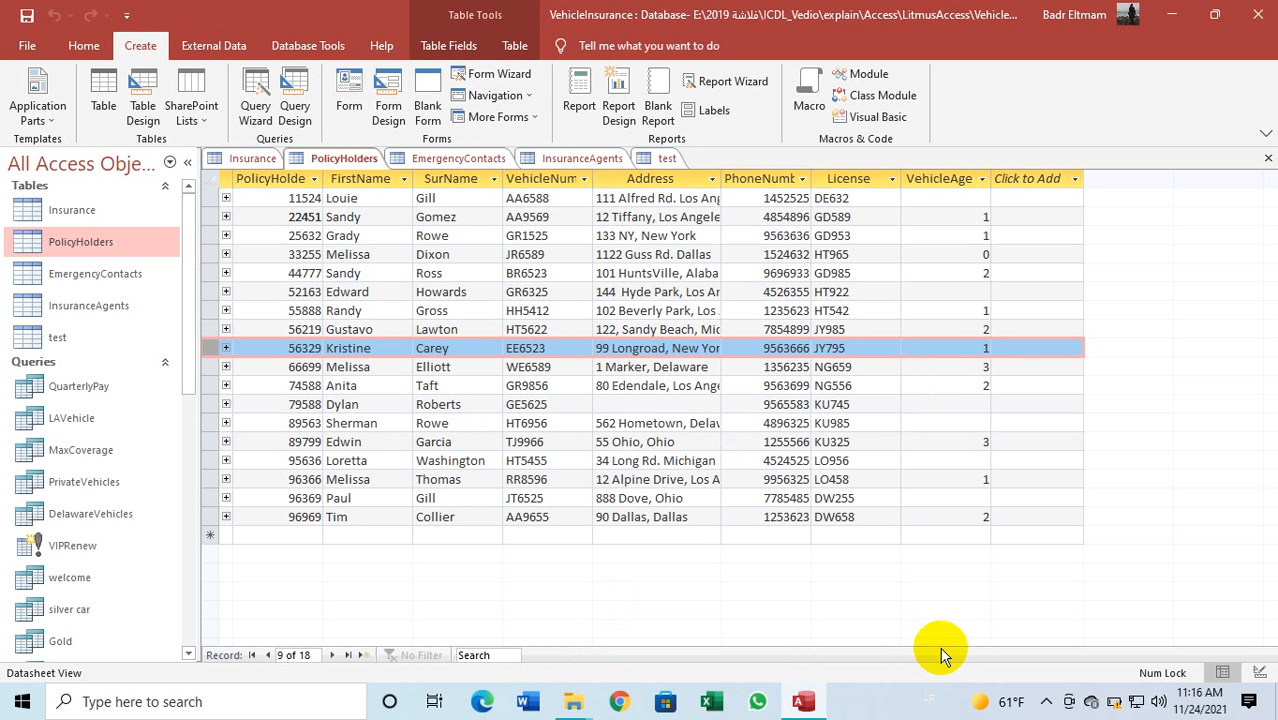 Table Tools
VehicleInsurance : Database- E:\2019 فلاشة\ICDL_Vedio\explain\Access\LitmusAccess\Vehicle...
Badr Eltmam
File Home Create External Data Database Tools Help Table Fields Table Tell me what you want to do
Application Parts Templates
Table Table Design SharePoint Lists Tables
Query Wizard Query Design Queries
Form Form Design Blank Form Form Wizard Navigation More Forms Forms
Report Report Design Blank Report Report Wizard Labels Reports
Macro Module Class Module Visual Basic Macros & Code
All Access Obje...
Tables
Insurance
PolicyHolders
EmergencyContacts
InsuranceAgents
test
Queries
QuarterlyPay
LAVehicle
MaxCoverage
PrivateVehicles
DelawareVehicles
VIPRenew
welcome
silver car
Gold
Insurance PolicyHolders EmergencyContacts InsuranceAgents test
PolicyHolde FirstName SurName VehicleNum Address PhoneNumb License VehicleAge Click to Add
11524 Louie Gill AA6588 111 Alfred Rd. Los An 1452525 DE632
22451 Sandy Gomez AA9569 12 Tiffany, Los Angele 4854896 GD589 1
25632 Grady Rowe GR1525 133 NY, New York 9563636 GD953 1
33255 Melissa Dixon JR6589 1122 Guss Rd. Dallas 1524632 HT965 0
44777 Sandy Ross BR6523 101 HuntsVille, Alaba 9696933 GD985 2
52163 Edward Howards GR6325 144 Hyde Park, Los Ar 4526355 HT922
55888 Randy Gross HH5412 102 Beverly Park, Los 1235623 HT542 1
56219 Gustavo Lawton HT5622 122, Sandy Beach, Mic 7854899 JY985 2
56329 Kristine Carey EE6523 99 Longroad, New Yor 9563666 JY795 1
66699 Melissa Elliott WE6589 1 Marker, Delaware 1356235 NG659 3
74588 Anita Taft GR9856 80 Edendale, Los Ange 9563699 NG556 2
79588 Dylan Roberts GE5625 9565583 KU745
89563 Sherman Rowe HT6956 562 Hometown, Delaw 4896325 KU985
89799 Edwin Garcia TJ9966 55 Ohio, Ohio 1255566 KU325 3
95636 Loretta Washington HT5455 34 Long Rd. Michigan 4524525 LO956
96366 Melissa Thomas RR8596 12 Alpine Drive, Los A 9956325 LO458 1
96369 Paul Gill JT6525 888 Dove, Ohio 7785485 DW255
96969 Tim Collier AA9655 90 Dallas, Dallas 1253623 DW658 2
Record: 9 of 18 No Filter Search
Datasheet View Num Lock
Type here to search 61°F 11:16 AM
11/24/2021